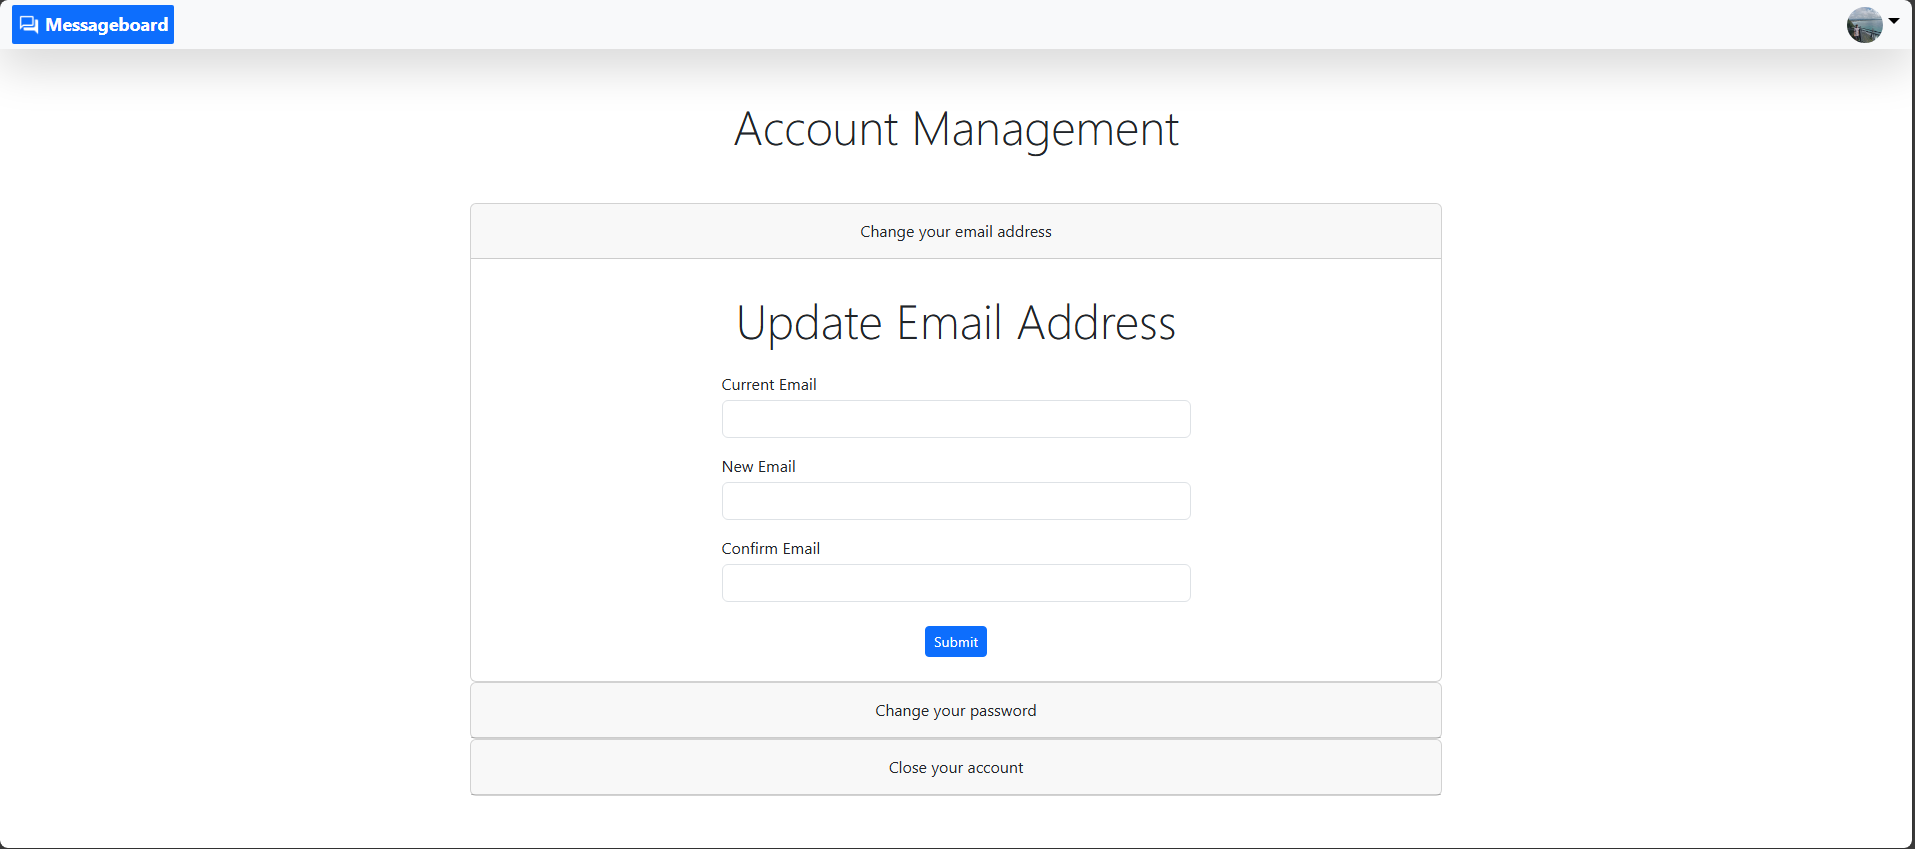 Messageboard
Account Management
Change your email address
Update Email Address
Current Email
New Email
Confirm Email
Submit
Change your password
Close your account